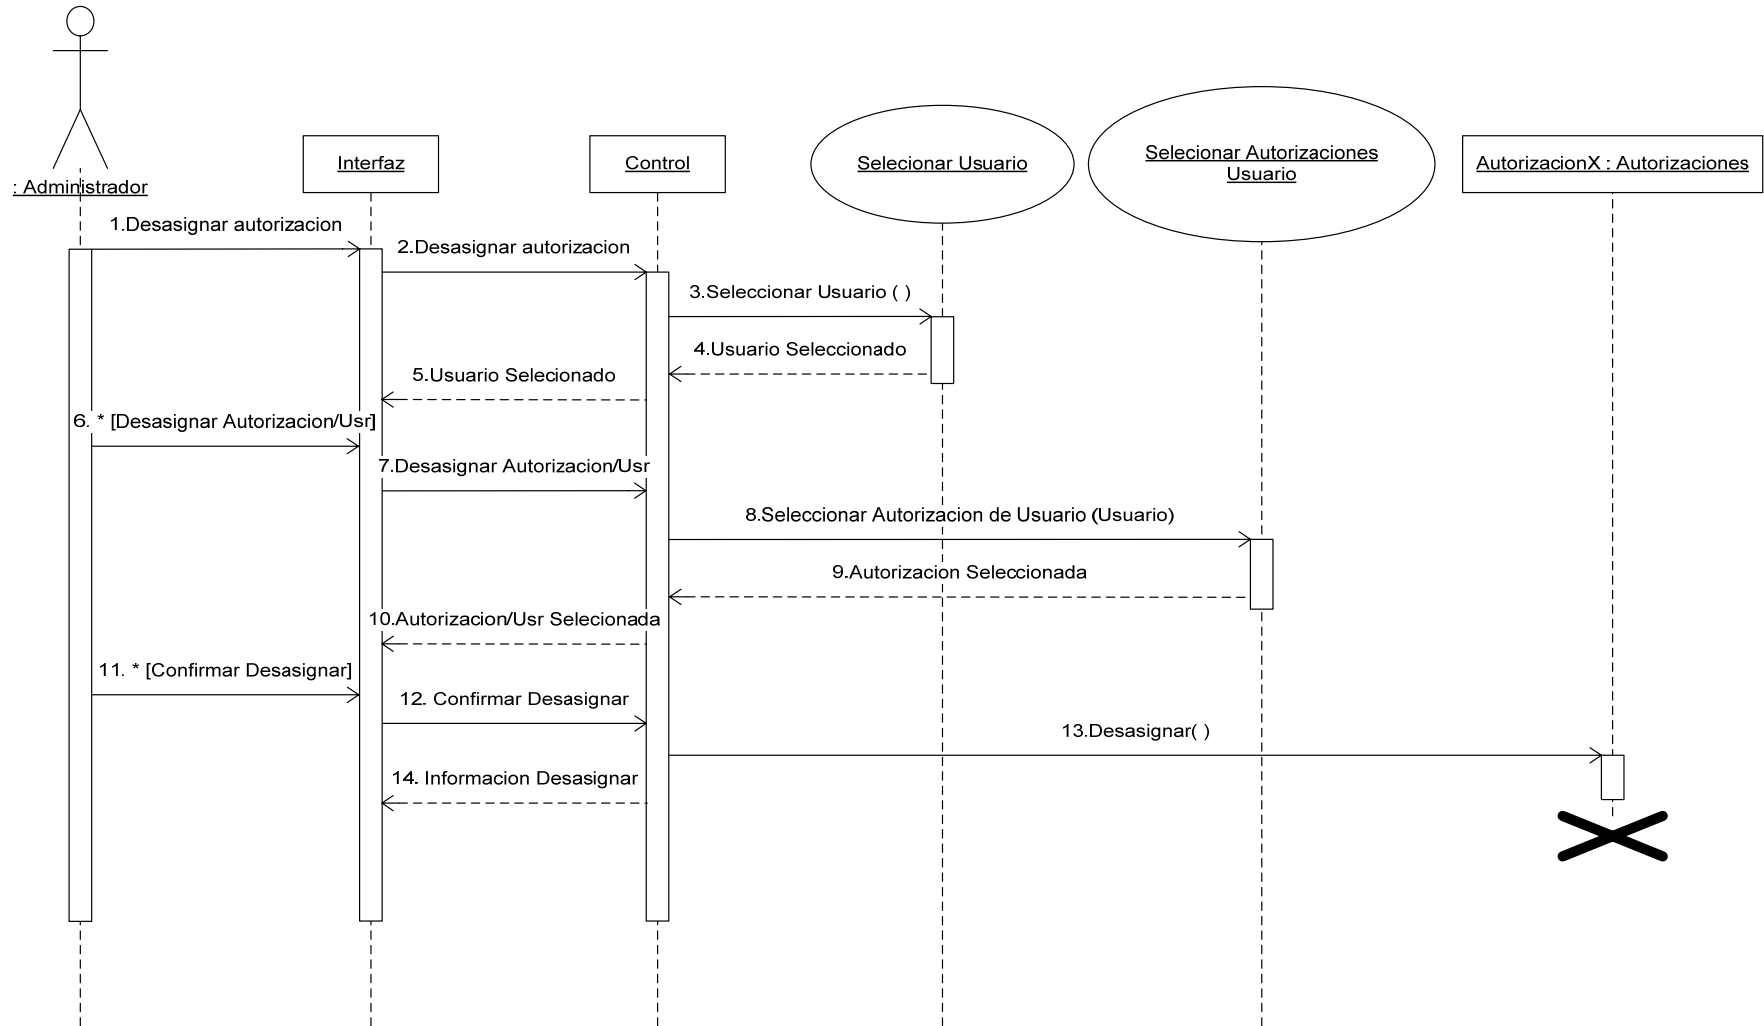 : Administrador
Interfaz
Control
Selecionar Usuario
Selecionar Autorizaciones
Usuario
AutorizacionX : Autorizaciones
1.Desasignar autorizacion
2.Desasignar autorizacion
3.Seleccionar Usuario ( )
4.Usuario Seleccionado
5.Usuario Selecionado
6. * [Desasignar Autorizacion/Usr]
7.Desasignar Autorizacion/Usr
8.Seleccionar Autorizacion de Usuario (Usuario)
9.Autorizacion Seleccionada
10.Autorizacion/Usr Selecionada
11. * [Confirmar Desasignar]
12. Confirmar Desasignar
13.Desasignar( )
14. Informacion Desasignar